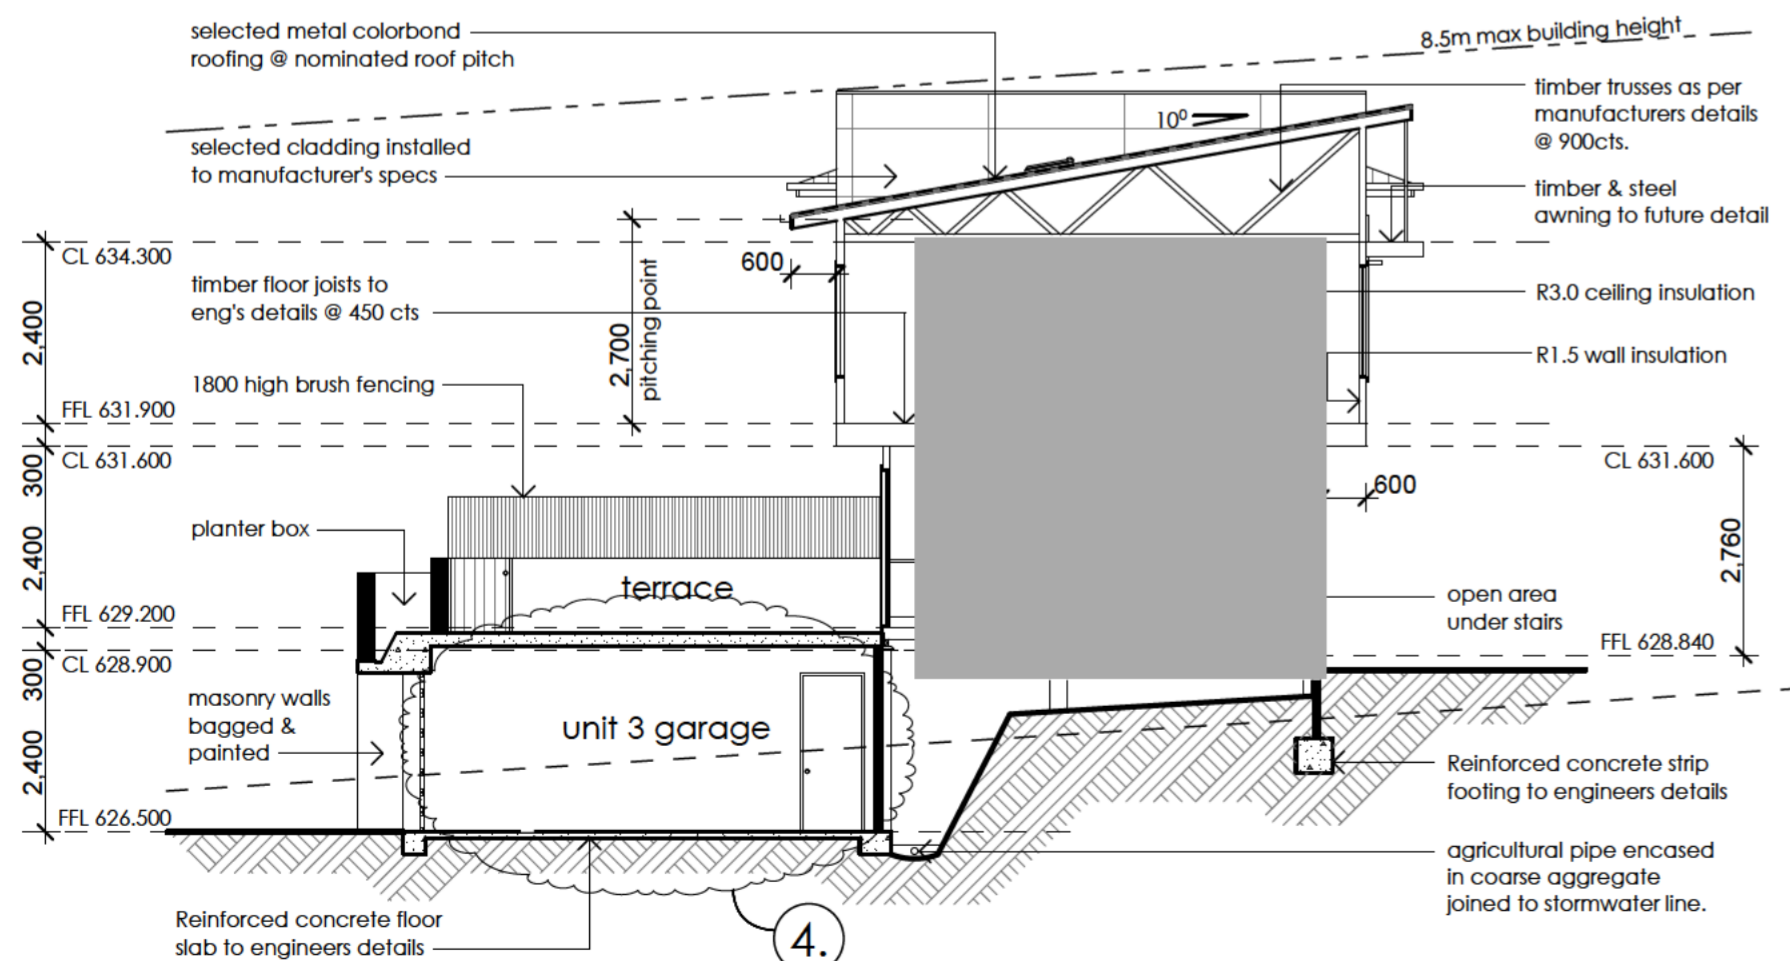 selected metal colorbond
roofing @ nominated roof pitch
8.5m max building height
timber trusses as per
manufacturers details
@ 900cts.
10⁰
selected cladding installed
to manufacturer's specs
timber & steel
awning to future detail
CL 634.300
600
timber floor joists to
eng's details @ 450 cts
R3.0 ceiling insulation
2,400
2,700
pitching point
R1.5 wall insulation
1800 high brush fencing
FFL 631.900
300
CL 631.600
CL 631.600
600
planter box
2,400
2,760
terrace
open area
under stairs
FFL 629.200
FFL 628.840
300
CL 628.900
masonry walls
bagged &
painted
unit 3 garage
2,400
Reinforced concrete strip
footing to engineers details
FFL 626.500
agricultural pipe encased
in coarse aggregate
joined to stormwater line.
Reinforced concrete floor
slab to engineers details
4.